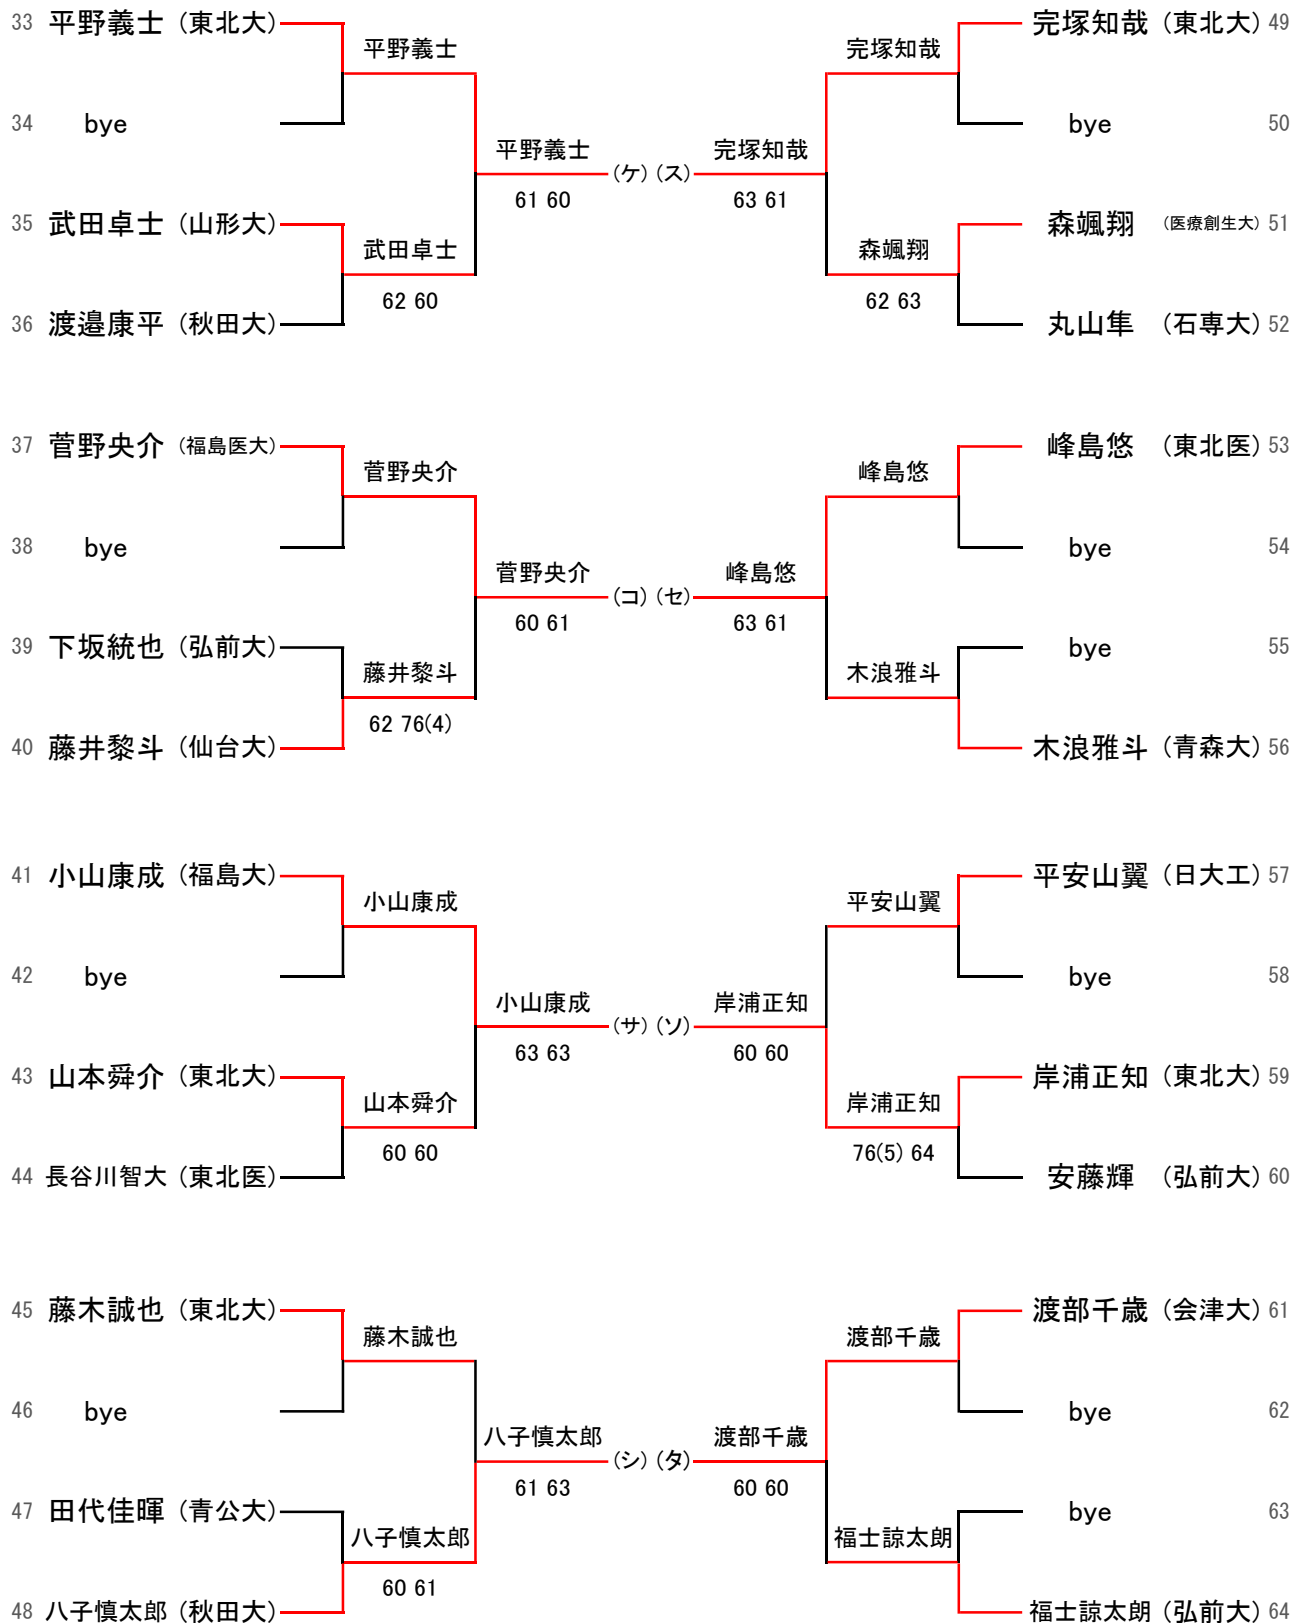 33 平野義士 (東北大)
平野義士
34 bye
平野義士 (ケ)
61 60
35 武田卓士 (山形大)
武田卓士
62 60
36 渡邉康平 (秋田大)
完塚知哉 (東北大) 49
完塚知哉
bye 50
(ス) 完塚知哉
63 61
森颯翔 (医療創生大) 51
森颯翔
62 63
丸山隼 (石専大) 52
37 菅野央介 (福島医大)
菅野央介
38 bye
菅野央介 (コ)
60 61
39 下坂統也 (弘前大)
藤井黎斗
62 76(4)
40 藤井黎斗 (仙台大)
峰島悠 (東北医) 53
峰島悠
bye 54
(セ) 峰島悠
63 61
bye 55
木浪雅斗
木浪雅斗 (青森大) 56
41 小山康成 (福島大)
小山康成
42 bye
小山康成 (サ)
63 63
43 山本舜介 (東北大)
山本舜介
60 60
44 長谷川智大 (東北医)
平安山翼 (日大工) 57
平安山翼
bye 58
(ソ) 岸浦正知
60 60
岸浦正知 (東北大) 59
岸浦正知
76(5) 64
安藤輝 (弘前大) 60
45 藤木誠也 (東北大)
藤木誠也
46 bye
八子慎太郎 (シ)
61 63
47 田代佳暉 (青公大)
八子慎太郎
60 61
48 八子慎太郎 (秋田大)
渡部千歳 (会津大) 61
渡部千歳
bye 62
(タ) 渡部千歳
60 60
bye 63
福士諒太朗
福士諒太朗 (弘前大) 64